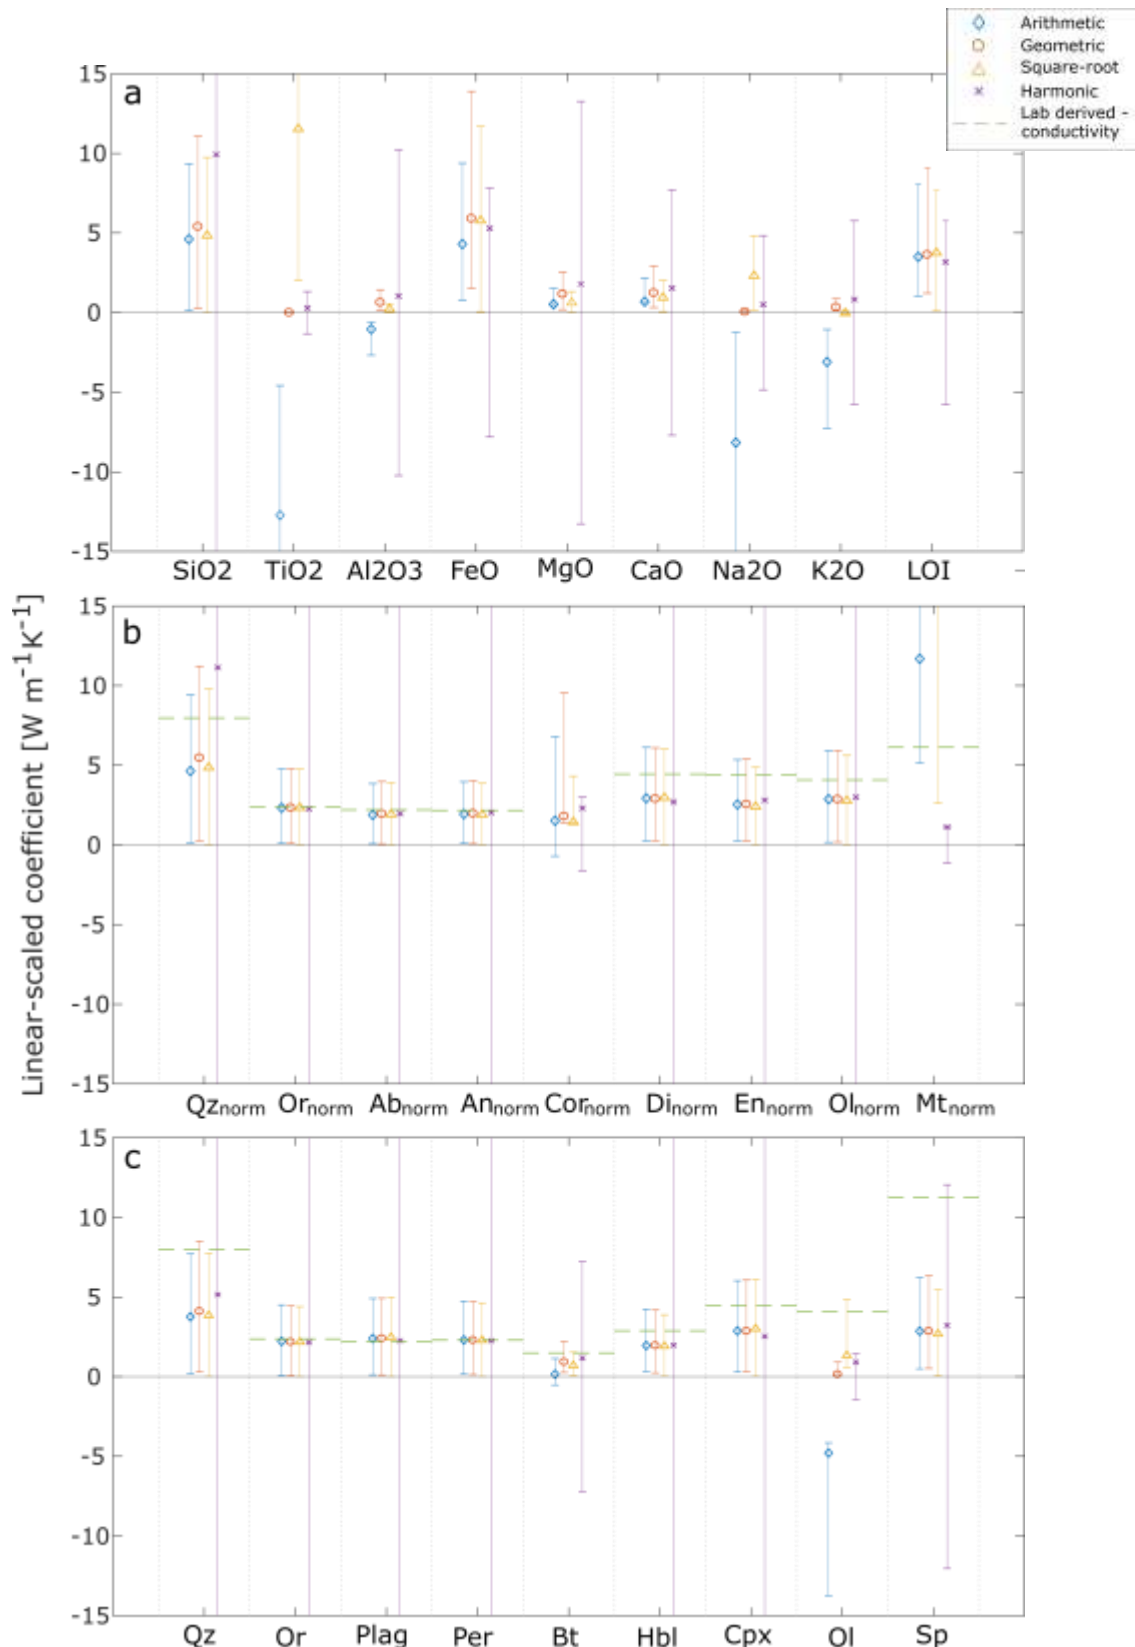 Arithmetic
Geometric
Square-root
Harmonic
Lab derived -
conductivity
a
15
10
5
0
-5
-10
-15
SiO2 TiO2 Al2O3 FeO MgO CaO Na2O K2O LOI
Linear-scaled coefficient [W m⁻¹K⁻¹]
b
15
10
5
0
-5
-10
-15
Qznorm Ornorm Abnorm Annorm Cornorm Dinorm Ennorm Olnorm Mtnorm
c
15
10
5
0
-5
-10
-15
Qz Or Plag Per Bt Hbl Cpx Ol Sp